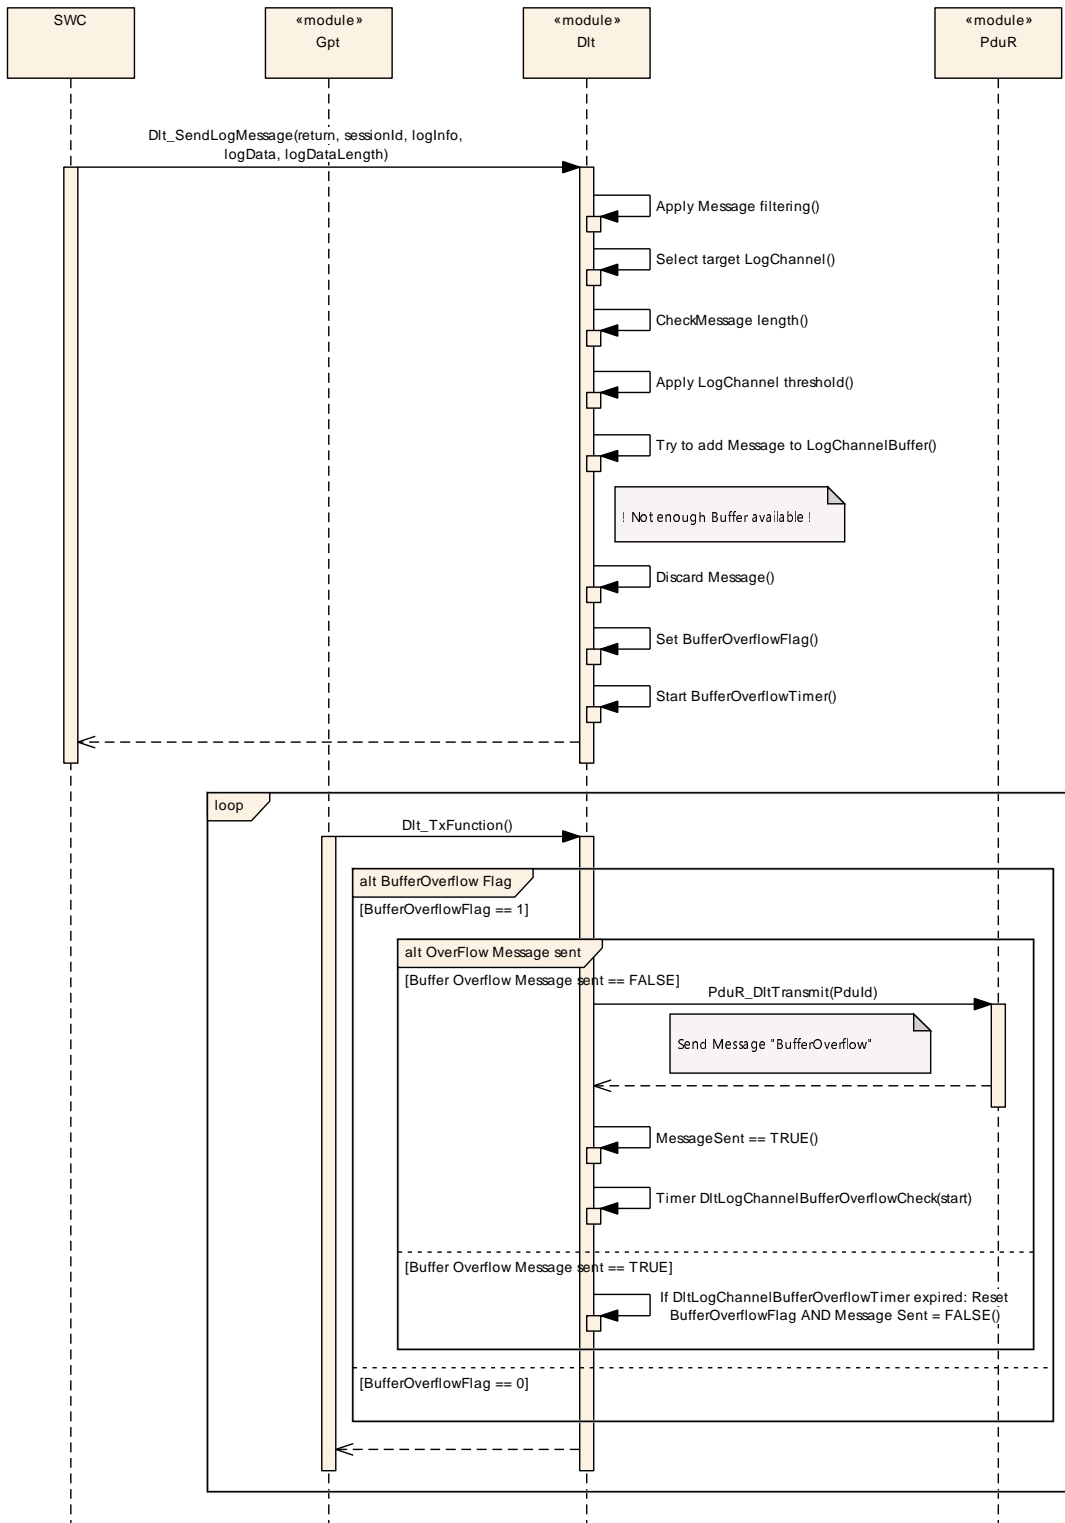 SWC
«module»
Gpt
«module»
Dlt
«module»
PduR
Dlt_SendLogMessage(return, sessionId, logInfo,
logData, logDataLength)
Apply Message filtering()
Select target LogChannel()
CheckMessage length()
Apply LogChannel threshold()
Try to add Message to LogChannelBuffer()
! Not enough Buffer available !
Discard Message()
Set BufferOverflowFlag()
Start BufferOverflowTimer()
loop
Dlt_TxFunction()
alt BufferOverflow Flag
[BufferOverflowFlag == 1]
alt OverFlow Message sent
[Buffer Overflow Message sent == FALSE]
PduR_DltTransmit(PduId)
Send Message "BufferOverflow"
MessageSent == TRUE()
Timer DltLogChannelBufferOverflowCheck(start)
[Buffer Overflow Message sent == TRUE]
If DltLogChannelBufferOverflowTimer expired: Reset
BufferOverflowFlag AND Message Sent = FALSE()
[BufferOverflowFlag == 0]